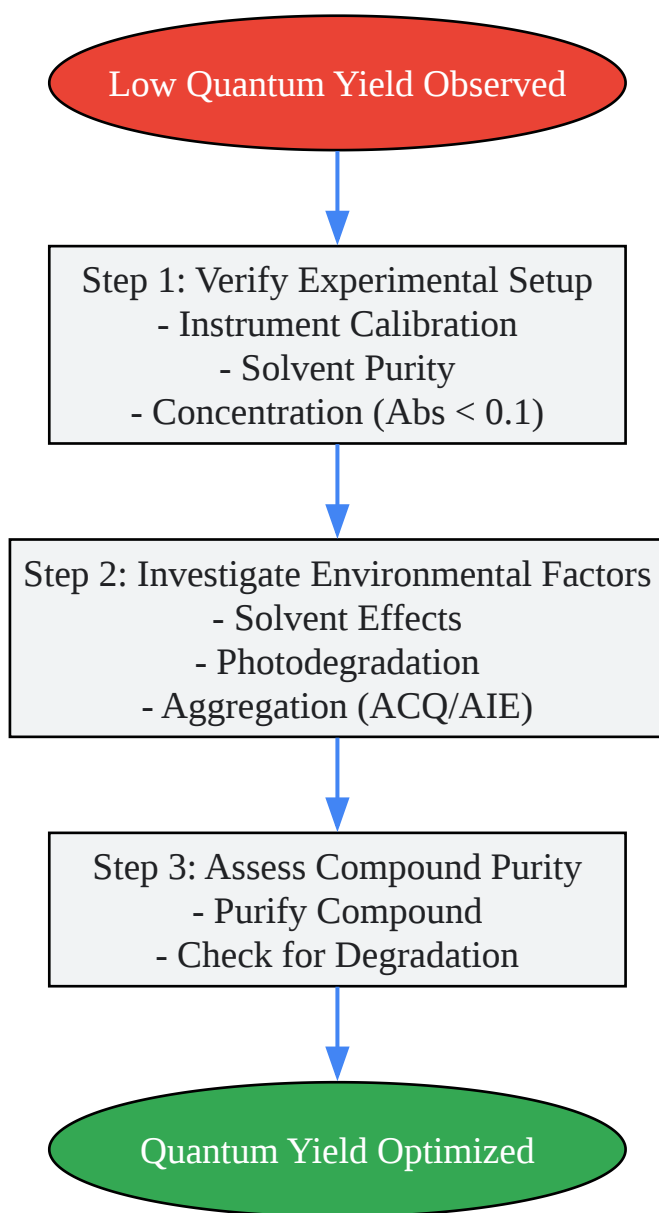 Low Quantum Yield Observed
Step 1: Verify Experimental Setup
- Instrument Calibration
- Solvent Purity
- Concentration (Abs < 0.1)
Step 2: Investigate Environmental Factors
- Solvent Effects
- Photodegradation
- Aggregation (ACQ/AIE)
Step 3: Assess Compound Purity
- Purify Compound
- Check for Degradation
Quantum Yield Optimized